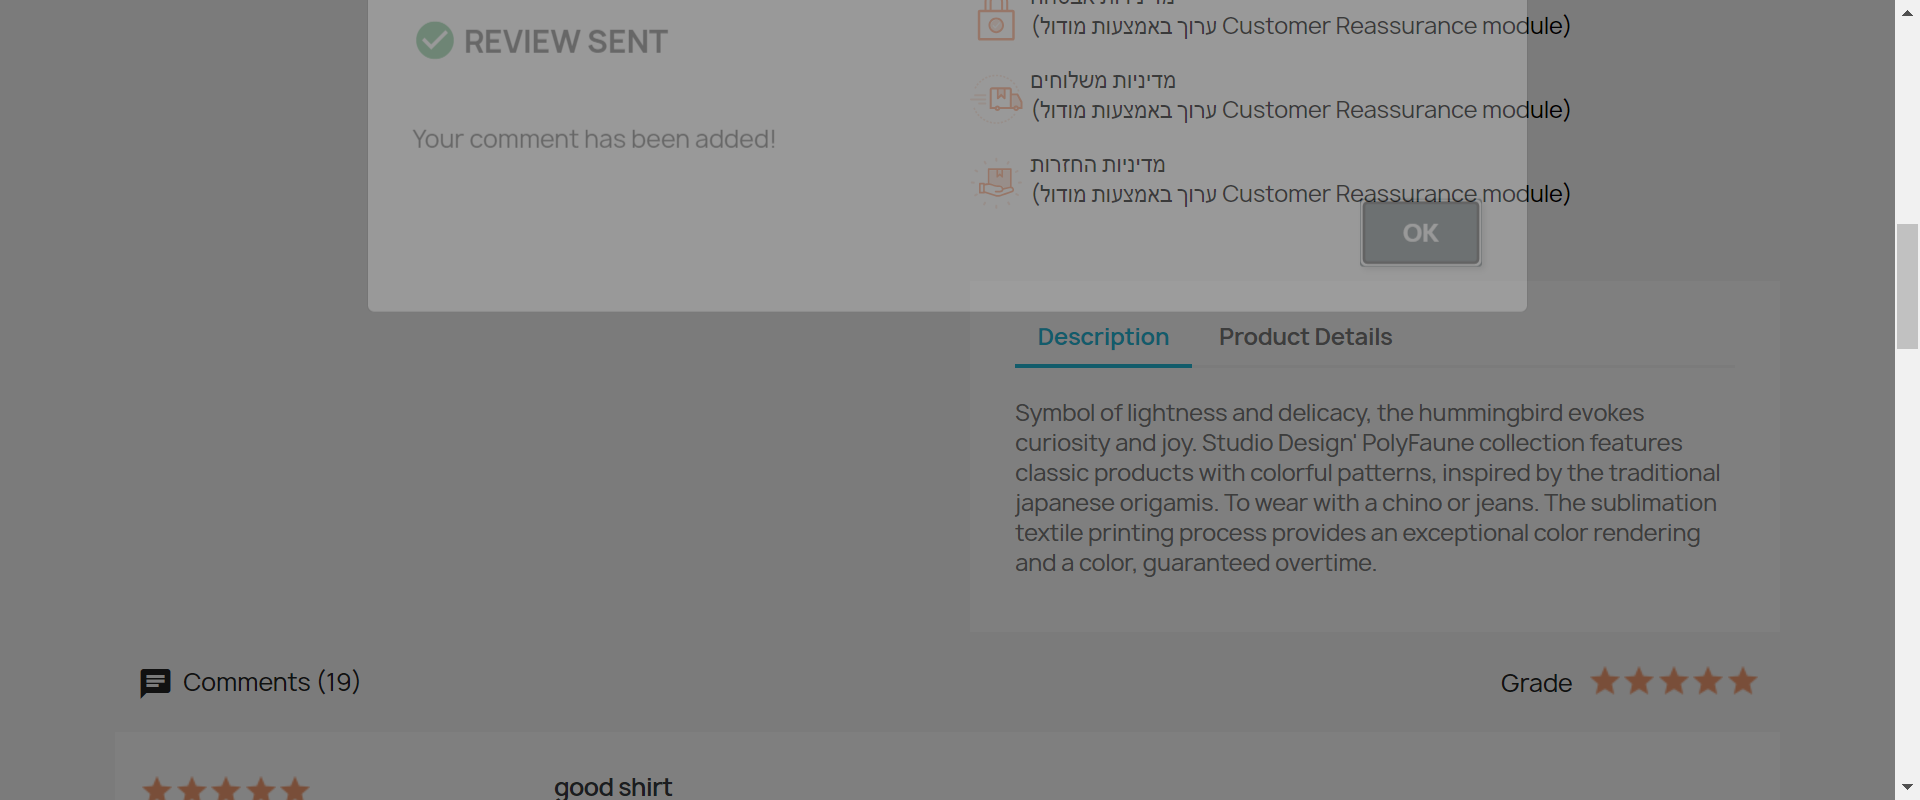 REVIEW SENT
Your comment has been added!
OK
(ערוך באמצעות מודול Customer Reassurance module)
מדיניות משלוחים
(ערוך באמצעות מודול Customer Reassurance module)
מדיניות החזרות
(ערוך באמצעות מודול Customer Reassurance module)
Description Product Details
Symbol of lightness and delicacy, the hummingbird evokes
curiosity and joy. Studio Design' PolyFaune collection features
classic products with colorful patterns, inspired by the traditional
japanese origamis. To wear with a chino or jeans. The sublimation
textile printing process provides an exceptional color rendering
and a color, guaranteed overtime.
Comments (19)
Grade
good shirt